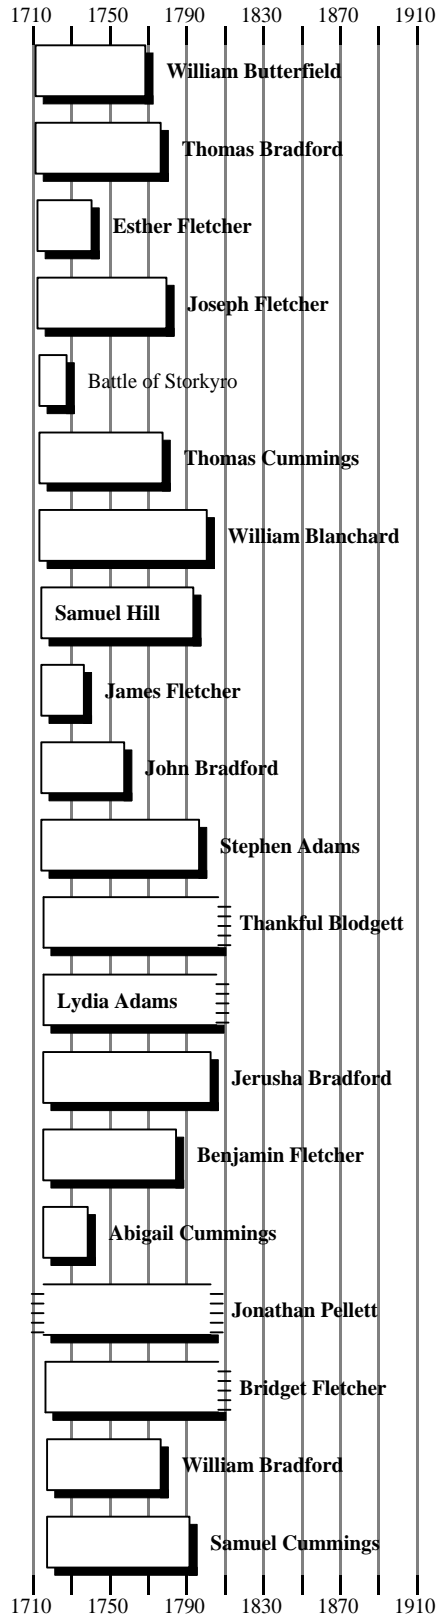 1710 1750 1790 1830 1870 1910
William Butterfield
Thomas Bradford
Esther Fletcher
Joseph Fletcher
Battle of Storkyro
Thomas Cummings
William Blanchard
Samuel Hill
James Fletcher
John Bradford
Stephen Adams
Thankful Blodgett
Lydia Adams
Jerusha Bradford
Benjamin Fletcher
Abigail Cummings
Jonathan Pellett
Bridget Fletcher
William Bradford
Samuel Cummings
1710 1750 1790 1830 1870 1910